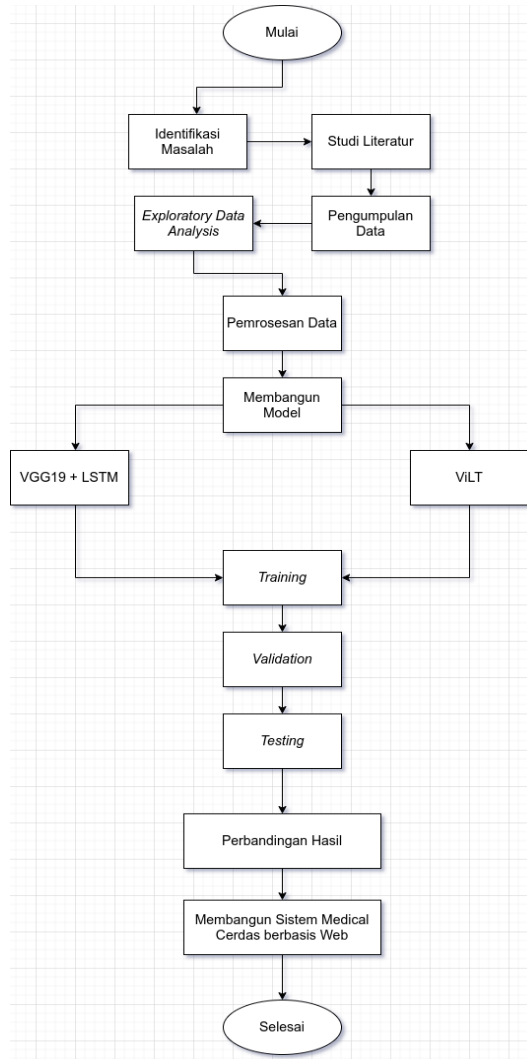 Mulai
Identifikasi
Masalah
Studi Literatur
Pengumpulan
Data
Exploratory Data
Analysis
Pemrosesan Data
Membangun
Model
VGG19 + LSTM
ViLT
Training
Validation
Testing
Perbandingan Hasil
Membangun Sistem Medical
Cerdas berbasis Web
Selesai